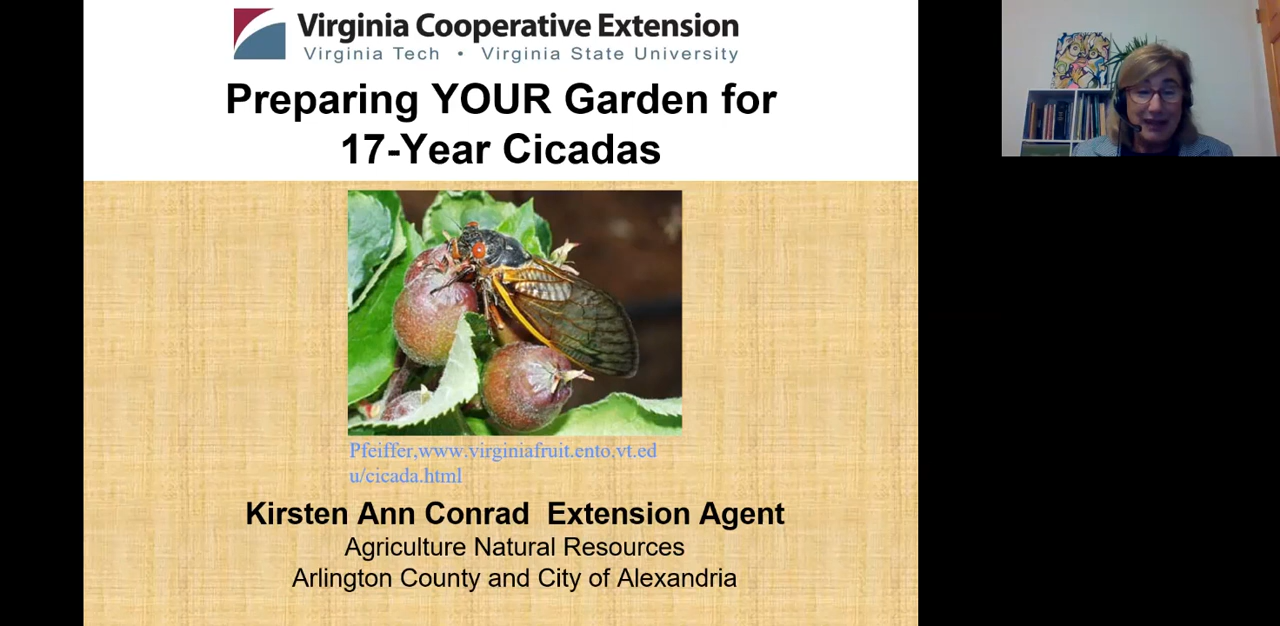 Virginia Cooperative Extension
Virginia Tech • Virginia State University
Preparing YOUR Garden for
17-Year Cicadas
Pfeiffer,www.virginiafruit.ento.vt.ed
u/cicada.html
Kirsten Ann Conrad Extension Agent
Agriculture Natural Resources
Arlington County and City of Alexandria